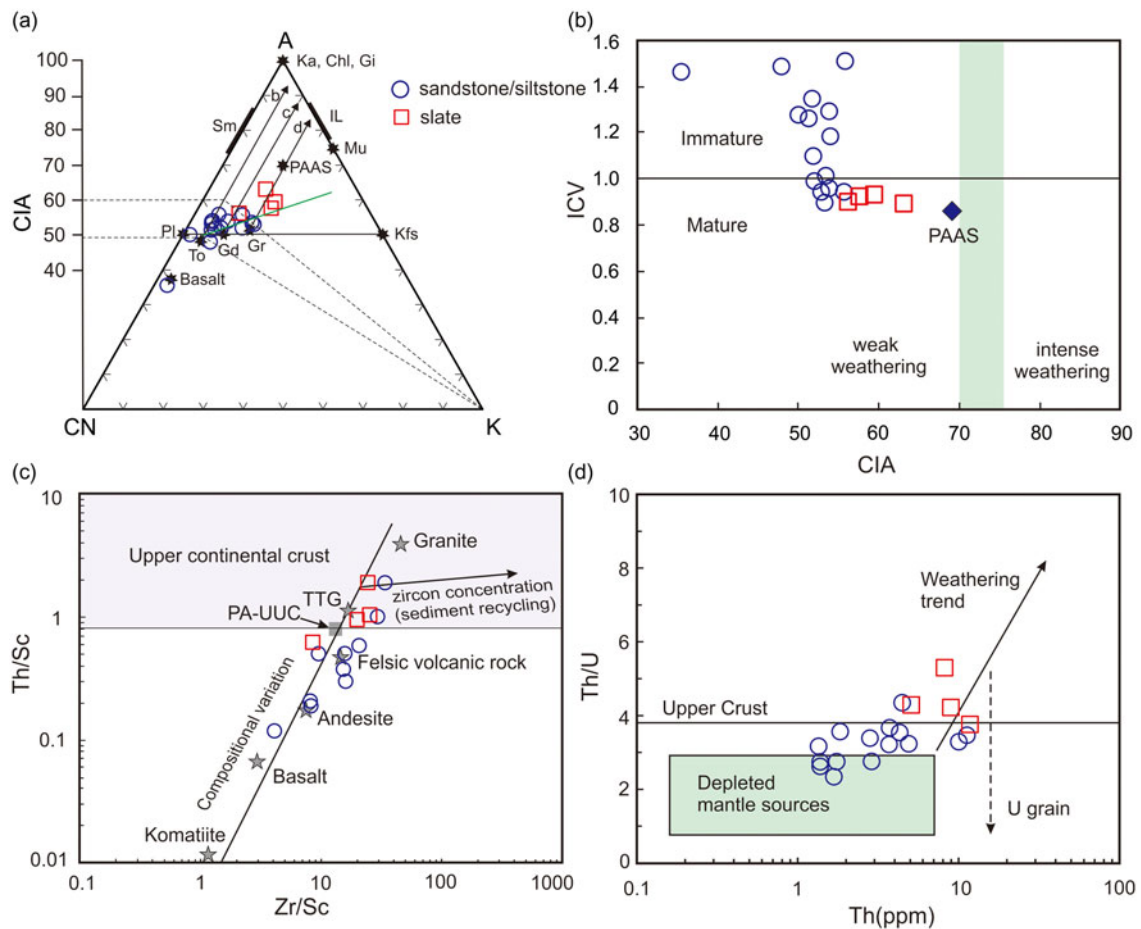 (a)
A
Ka, Chl, Gi
100
90
80
70
60
50
40
CIA
b
c
d
Sm
IL
Mu
PAAS
Pl
To
Gd
Gr
Kfs
Basalt
CN
K
sandstone/siltstone
slate
(b)
1.6
1.4
1.2
1.0
0.8
0.6
0.4
0.2
0
ICV
Immature
Mature
PAAS
weak
weathering
intense
weathering
30 40 50 60 70 80 90
CIA
(c)
10
1
0.1
0.01
Th/Sc
Upper continental crust
Granite
TTG
zircon concentration
(sediment recycling)
PA-UUC
Felsic volcanic rock
Compositional variation
Andesite
Basalt
Komatiite
0.1 1 10 100 1000
Zr/Sc
(d)
10
8
6
4
2
0
Th/U
Weathering
trend
Upper Crust
Depleted
mantle sources
U grain
0.1 1 10 100
Th(ppm)